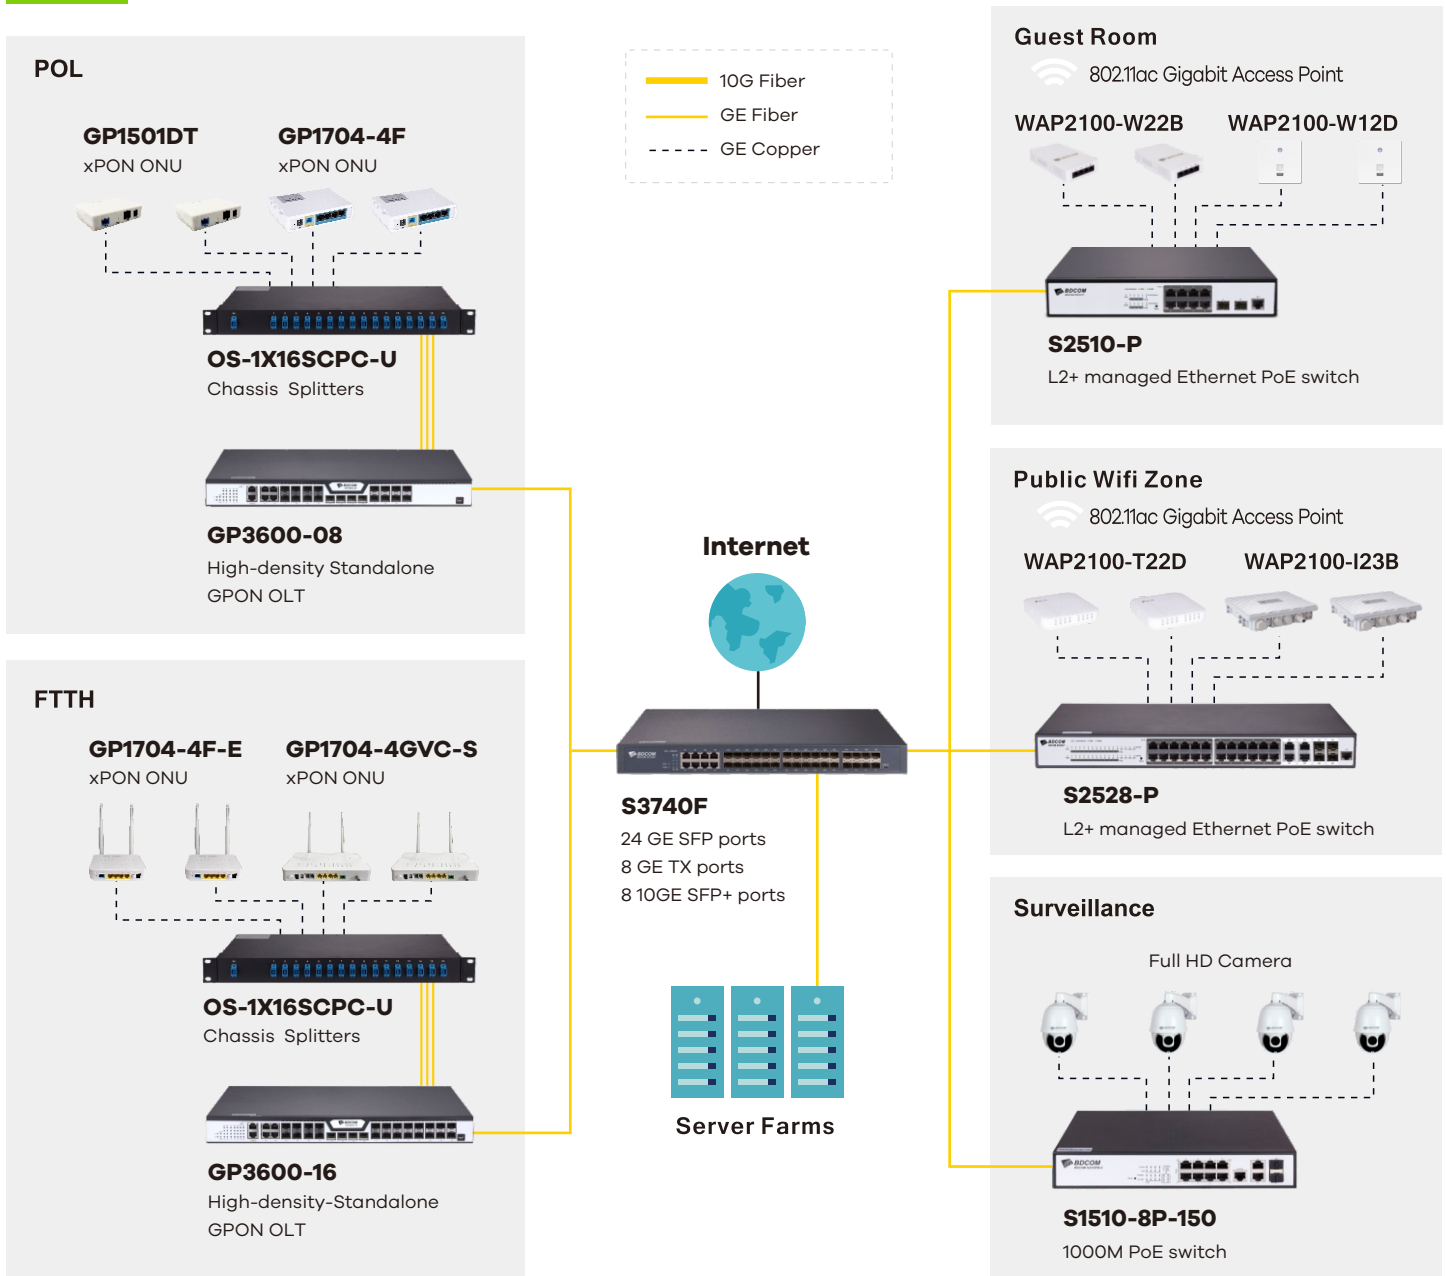 POL
GP1501DT
xPON ONU
GP1704-4F
xPON ONU
OS-1X16SCPC-U
Chassis Splitters
GP3600-08
High-density Standalone
GPON OLT
FTTH
GP1704-4F-E
xPON ONU
GP1704-4GVC-S
xPON ONU
OS-1X16SCPC-U
Chassis Splitters
GP3600-16
High-density-Standalone
GPON OLT
10G Fiber
GE Fiber
GE Copper
Internet
BDCOM
S3740F
24 GE SFP ports
8 GE TX ports
8 10GE SFP+ ports
Server Farms
Guest Room
802.11ac Gigabit Access Point
WAP2100-W22B
WAP2100-W12D
BDCOM
S2510-P
L2+ managed Ethernet PoE switch
Public Wifi Zone
802.11ac Gigabit Access Point
WAP2100-T22D
WAP2100-I23B
BDCOM
S2528-P
L2+ managed Ethernet PoE switch
Surveillance
Full HD Camera
BDCOM
S1510-8P-150
1000M PoE switch